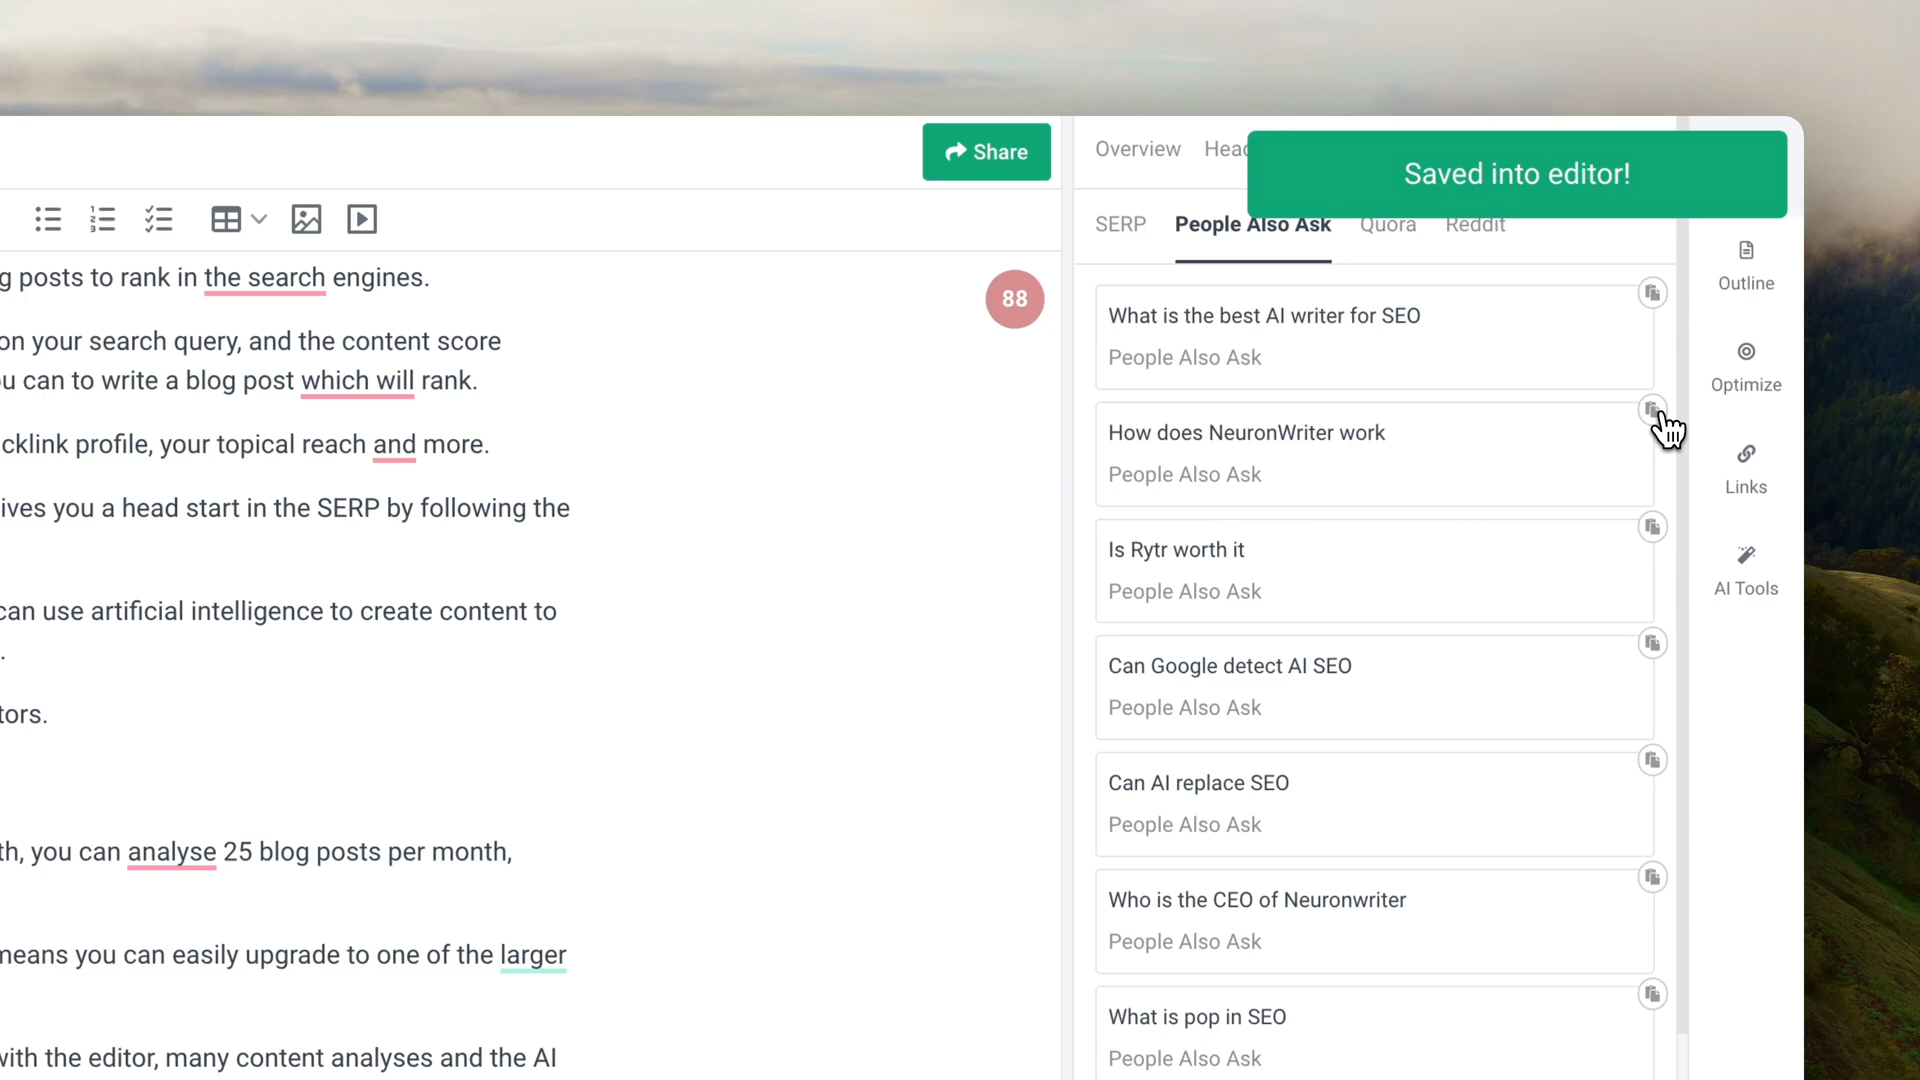 Share
g posts to rank in the search engines.
88
on your search query, and the content score
u can to write a blog post which will rank.
cklink profile, your topical reach and more.
ives you a head start in the SERP by following the
can use artificial intelligence to create content to
.
tors.
th, you can analyse 25 blog posts per month,
means you can easily upgrade to one of the larger
with the editor, many content analyses and the AI
Overview Head
Saved into editor!
SERP People Also Ask Quora Reddit
What is the best AI writer for SEO
People Also Ask
How does NeuronWriter work
People Also Ask
Is Rytr worth it
People Also Ask
Can Google detect AI SEO
People Also Ask
Can AI replace SEO
People Also Ask
Who is the CEO of Neuronwriter
People Also Ask
What is pop in SEO
People Also Ask
Outline
Optimize
Links
AI Tools